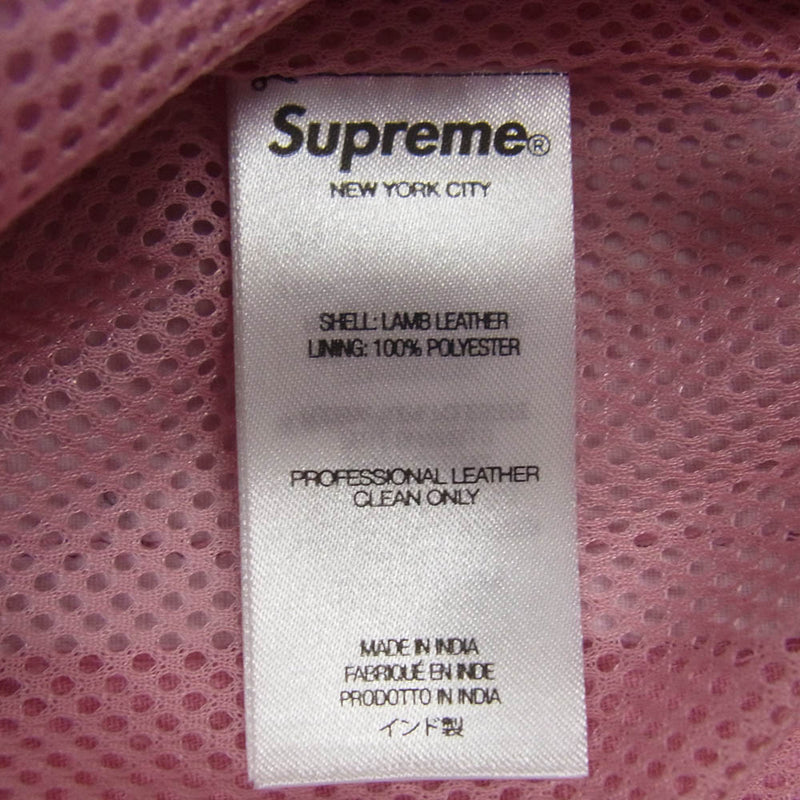 Supreme®
NEW YORK CITY
SHELL: LAMB LEATHER
LINING: 100% POLYESTER
PROFESSIONAL LEATHER
CLEAN ONLY
MADE IN INDIA
FABRIQUÉ EN INDE
PRODOTTO IN INDIA
インド製